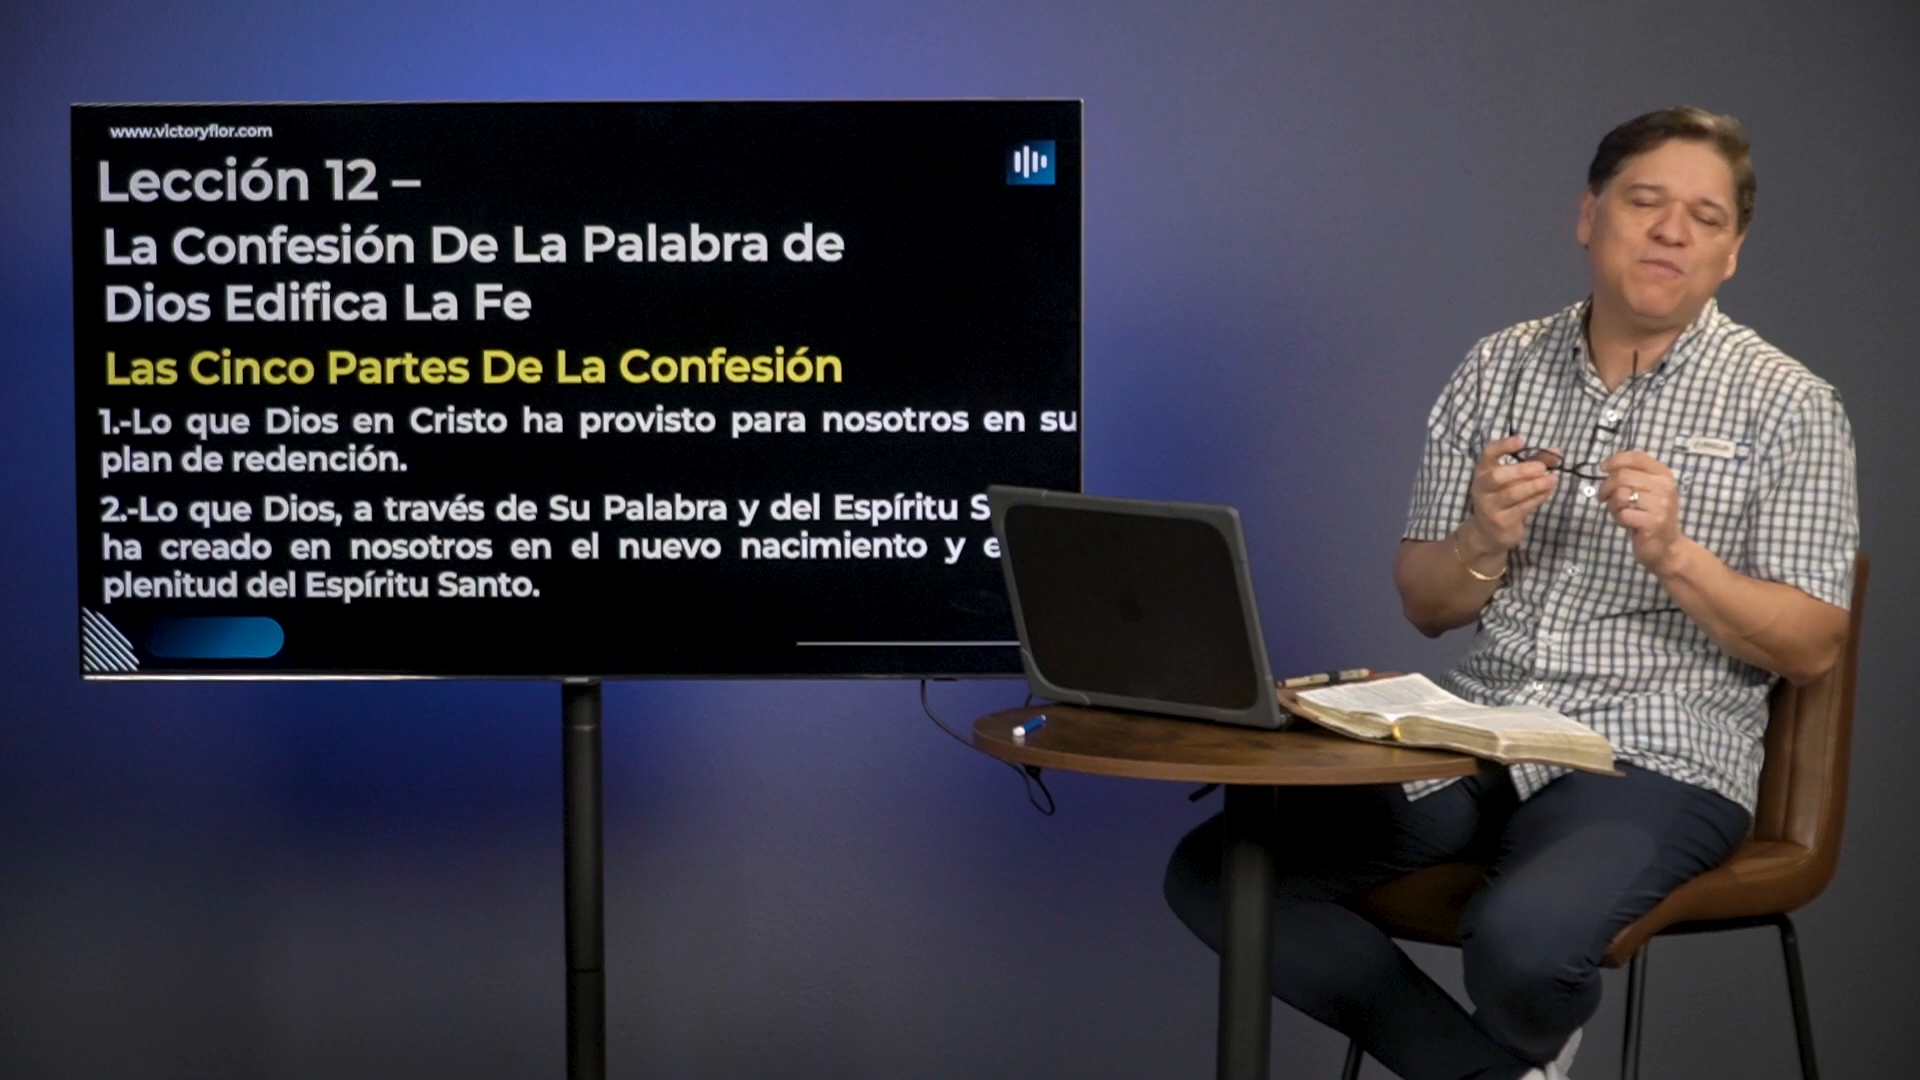 www.victoryflor.com
Lección 12 –
La Confesión De La Palabra de
Dios Edifica La Fe
Las Cinco Partes De La Confesión
1.-Lo que Dios en Cristo ha provisto para nosotros en su
plan de redención.
2.-Lo que Dios, a través de Su Palabra y del Espíritu S
ha creado en nosotros en el nuevo nacimiento y e
plenitud del Espíritu Santo.